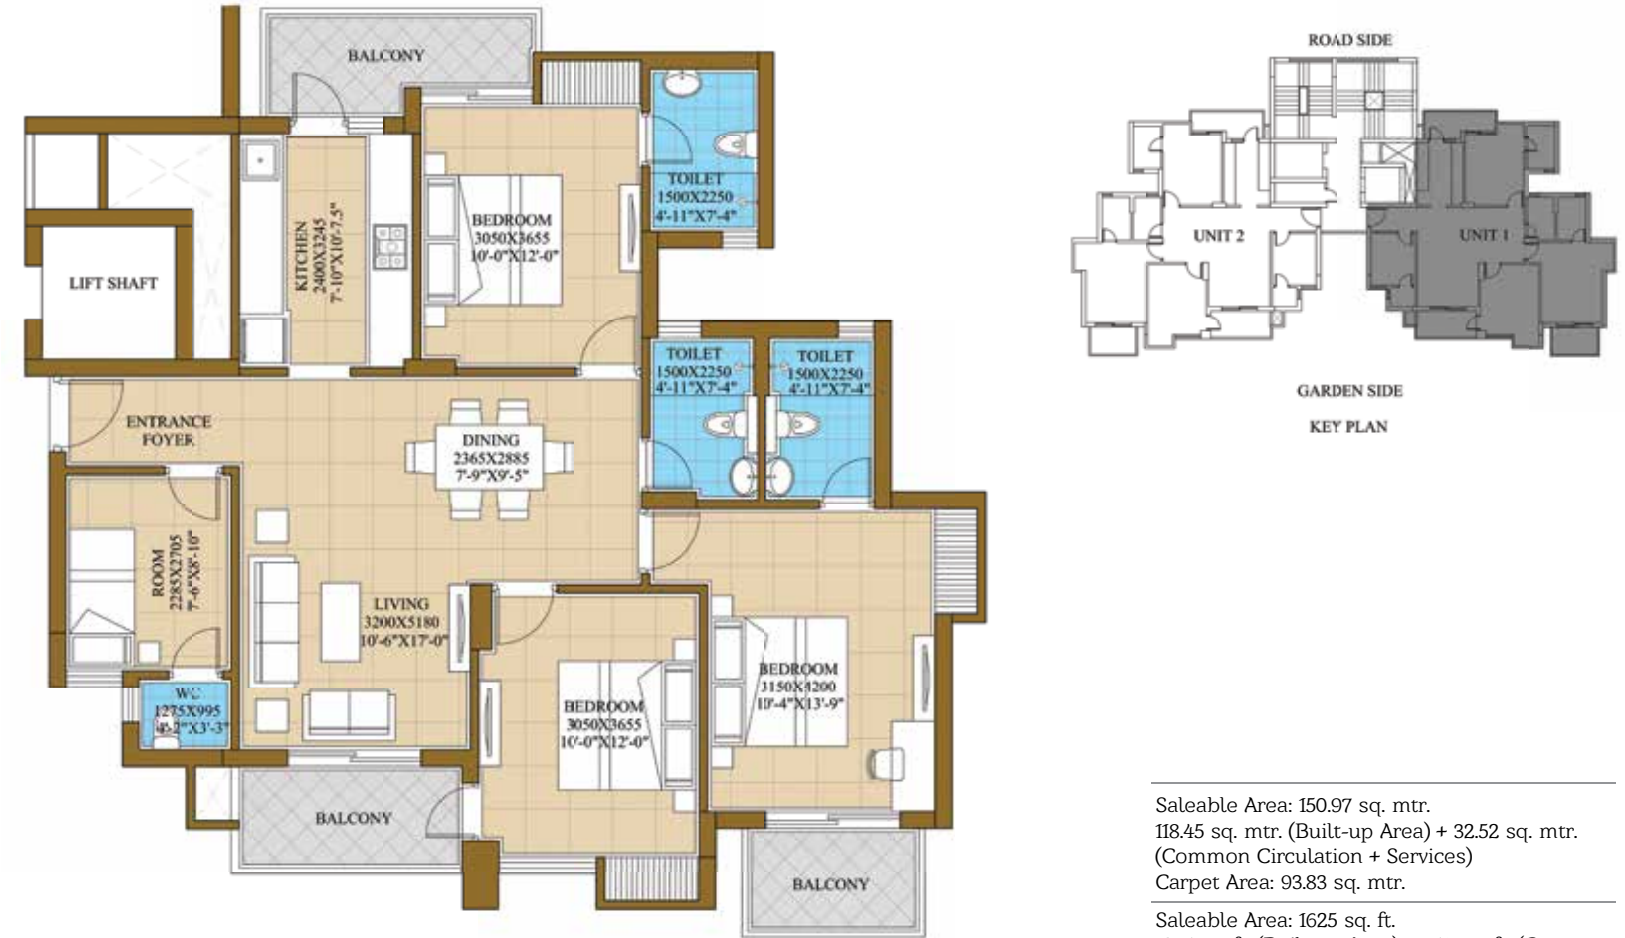 BALCONY
TOILET
1500X2250
4'-11"X7'-4"
BEDROOM
3050X3655
10'-0"X12'-0"
KITCHEN
2400X3245
7'-10"X10'-7.5"
LIFT SHAFT
TOILET
1500X2250
4'-11"X7'-4"
TOILET
1500X2250
4'-11"X7'-4"
ENTRANCE
FOYER
DINING
2365X2885
7'-9"X9'-5"
ROOM
2285X2705
7'-6"X8'-10"
LIVING
3200X5180
10'-6"X17'-0"
WC
1275X995
4'-2"X3'-3"
BEDROOM
3050X3655
10'-0"X12'-0"
BEDROOM
3150X4200
10'-4"X13'-9"
BALCONY
BALCONY
ROAD SIDE
UNIT 2
UNIT 1
GARDEN SIDE
KEY PLAN
Saleable Area: 150.97 sq. mtr.
118.45 sq. mtr. (Built-up Area) + 32.52 sq. mtr.
(Common Circulation + Services)
Carpet Area: 93.83 sq. mtr.
Saleable Area: 1625 sq. ft.